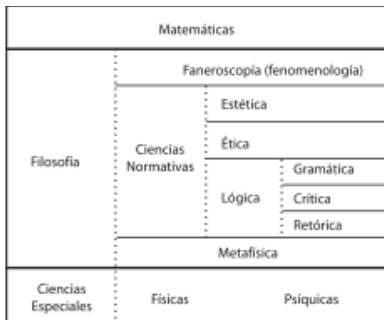 Matemáticas
Faneroscopía (fenomenología)
Estética
Filosofía
Ciencias
Normativas
Ética
Lógica
Gramática
Crítica
Retórica
Metafísica
Ciencias
Especiales
Físicas
Psíquicas